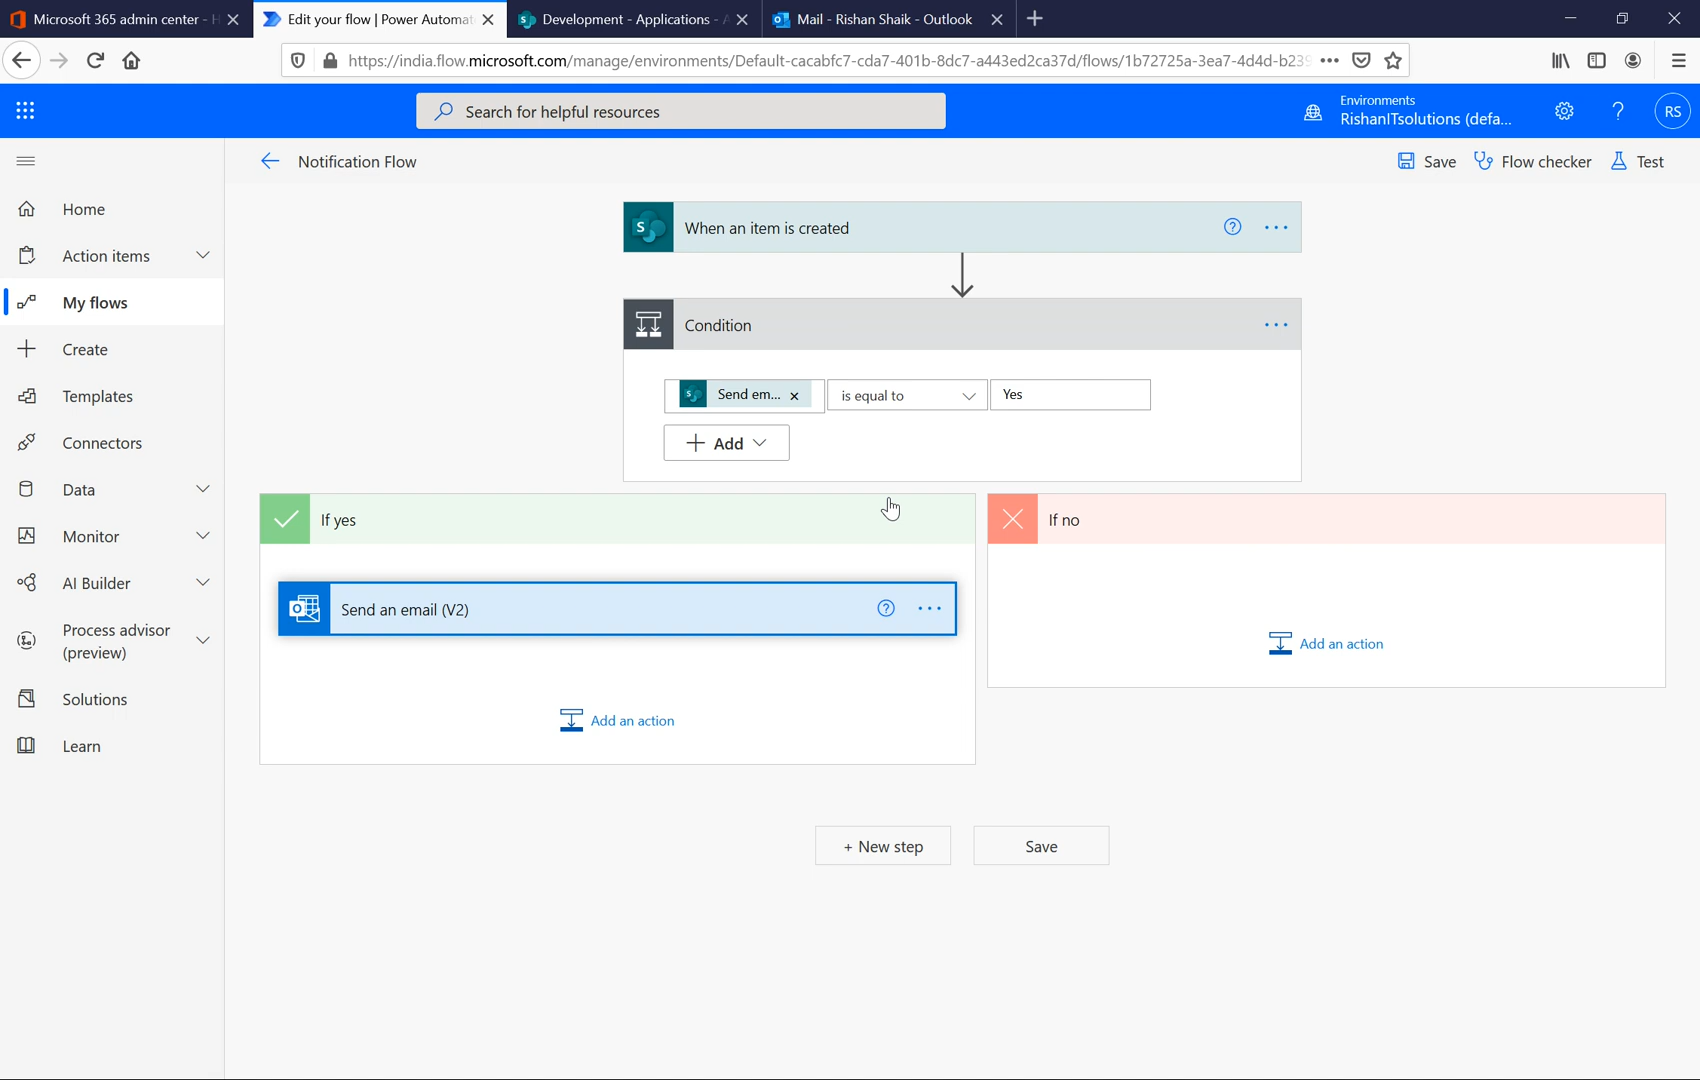 Microsoft 365 admin center - H
Edit your flow | Power Automat
Development - Applications - A
Mail - Rishan Shaik - Outlook
https://india.flow.microsoft.com/manage/environments/Default-cacabfc7-cda7-401b-8dc7-a443ed2ca37d/flows/1b72725a-3ea7-4d4d-b239
Search for helpful resources
Environments
RishanITsolutions (defa...
?
RS
Notification Flow
Save
Flow checker
Test
Home
Action items
My flows
Create
Templates
Connectors
Data
Monitor
AI Builder
Process advisor
(preview)
Solutions
Learn
When an item is created
Condition
Send em...
is equal to
Yes
Add
If yes
If no
Send an email (V2)
Add an action
Add an action
+ New step
Save